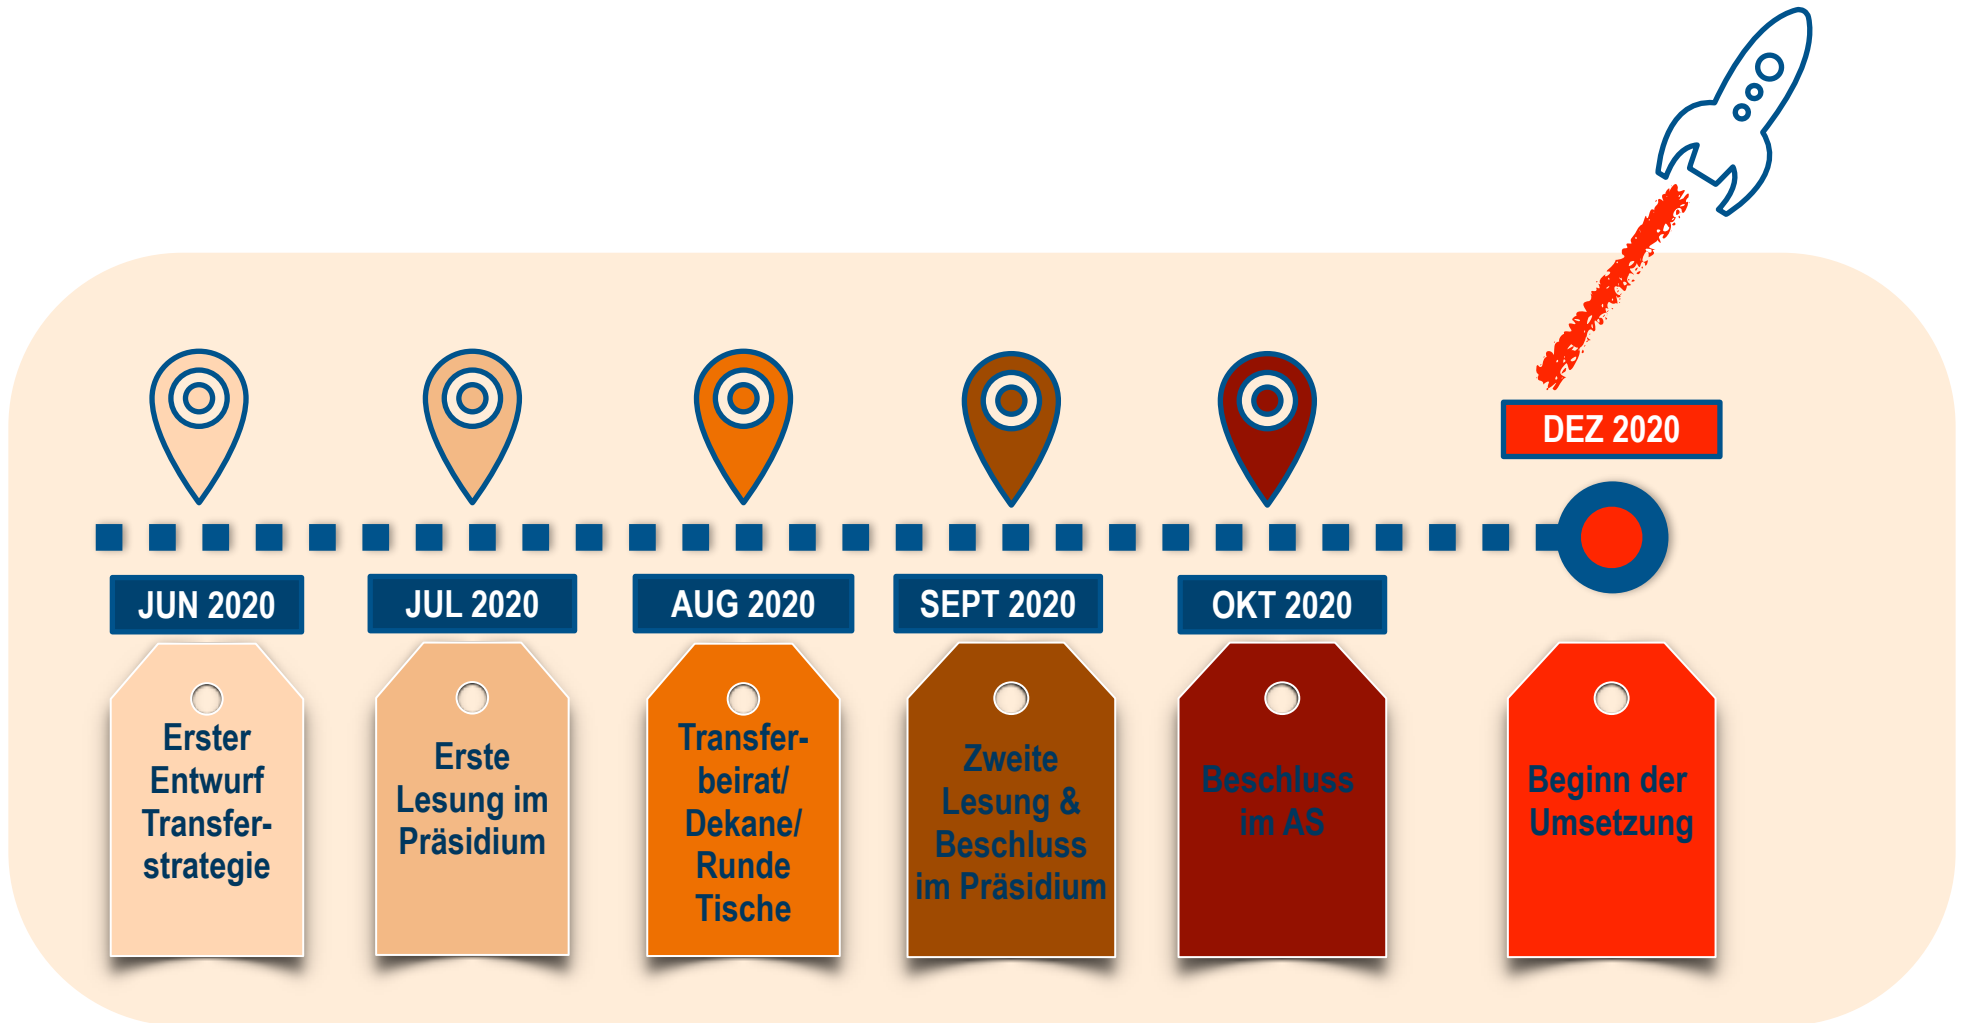 DEZ 2020
JUN 2020
JUL 2020
AUG 2020
SEPT 2020
OKT 2020
Erster
Entwurf
Transfer-
strategie
Erste
Lesung im
Präsidium
Transfer-
beirat/
Dekane/
Runde
Tische
Zweite
Lesung &
Beschluss
im Präsidium
Beschluss
im AS
Beginn der
Umsetzung